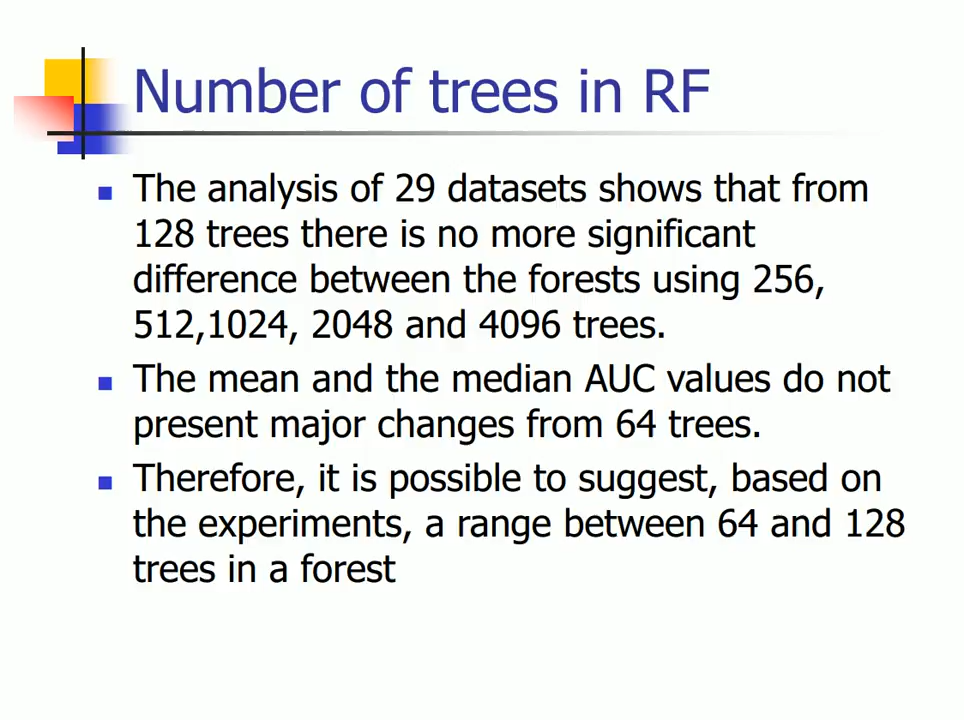 Number of trees in RF
The analysis of 29 datasets shows that from
128 trees there is no more significant
difference between the forests using 256,
512,1024, 2048 and 4096 trees.
The mean and the median AUC values do not
present major changes from 64 trees.
Therefore, it is possible to suggest, based on
the experiments, a range between 64 and 128
trees in a forest